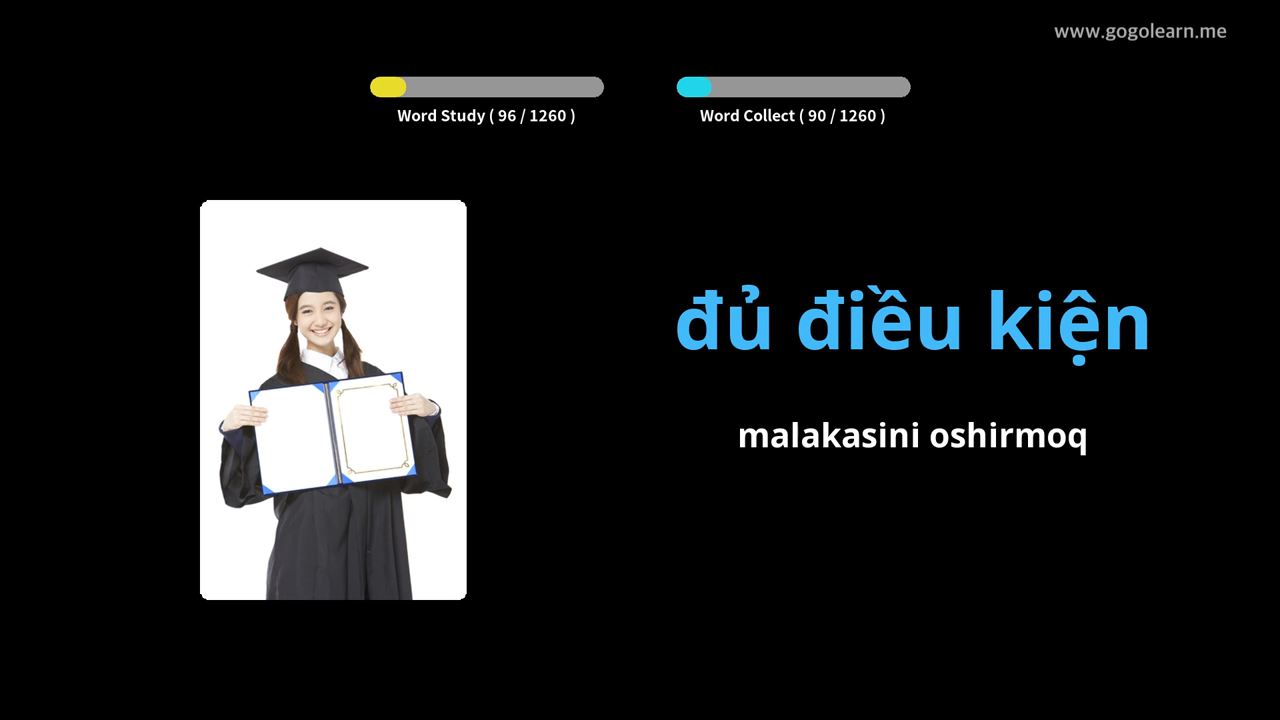 www.gogolearn.me
Word Study ( 96 / 1260 )
Word Collect ( 90 / 1260 )
đủ điều kiện
malakasini oshirmoq